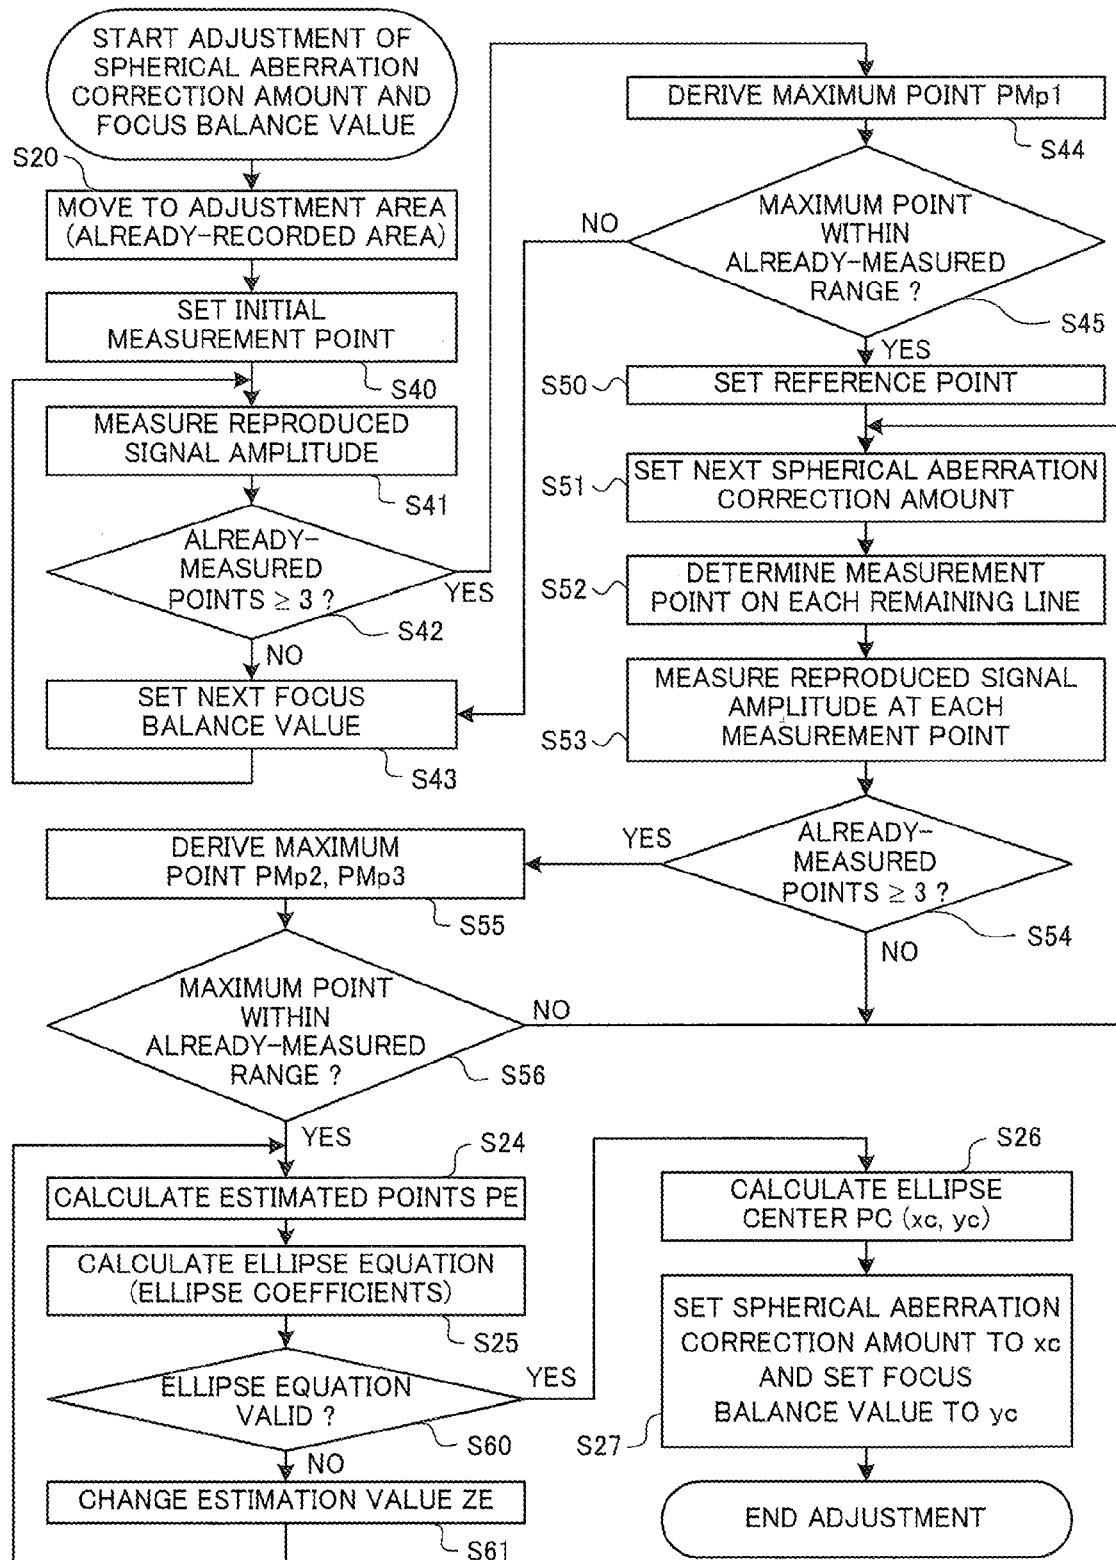 START ADJUSTMENT OF
SPHERICAL ABERRATION
CORRECTION AMOUNT AND
FOCUS BALANCE VALUE
S20
MOVE TO ADJUSTMENT AREA
(ALREADY-RECORDED AREA)
SET INITIAL
MEASUREMENT POINT
S40
MEASURE REPRODUCED
SIGNAL AMPLITUDE
S41
ALREADY-
MEASURED
POINTS ≥ 3 ?
YES
S42
NO
SET NEXT FOCUS
BALANCE VALUE
S43
DERIVE MAXIMUM POINT PMp1
S44
MAXIMUM POINT
WITHIN
ALREADY-MEASURED
RANGE ?
NO
S45
YES
S50
SET REFERENCE POINT
S51
SET NEXT SPHERICAL ABERRATION
CORRECTION AMOUNT
S52
DETERMINE MEASUREMENT
POINT ON EACH REMAINING LINE
S53
MEASURE REPRODUCED SIGNAL
AMPLITUDE AT EACH
MEASUREMENT POINT
ALREADY-
MEASURED
POINTS ≥ 3 ?
YES
S54
NO
DERIVE MAXIMUM
POINT PMp2, PMp3
S55
MAXIMUM POINT
WITHIN
ALREADY-MEASURED
RANGE ?
NO
S56
YES
S24
CALCULATE ESTIMATED POINTS PE
CALCULATE ELLIPSE EQUATION
(ELLIPSE COEFFICIENTS)
S25
ELLIPSE EQUATION
VALID ?
YES
S60
NO
CHANGE ESTIMATION VALUE ZE
S61
S26
CALCULATE ELLIPSE
CENTER PC (xc, yc)
SET SPHERICAL ABERRATION
CORRECTION AMOUNT TO xc
AND SET FOCUS
BALANCE VALUE TO yc
S27
END ADJUSTMENT